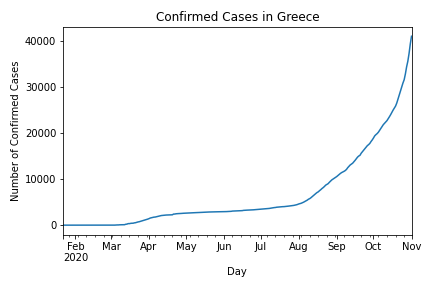 Confirmed Cases in Greece
Number of Confirmed Cases
40000
30000
20000
10000
0
Feb Mar Apr May Jun Jul Aug Sep Oct Nov
2020
Day